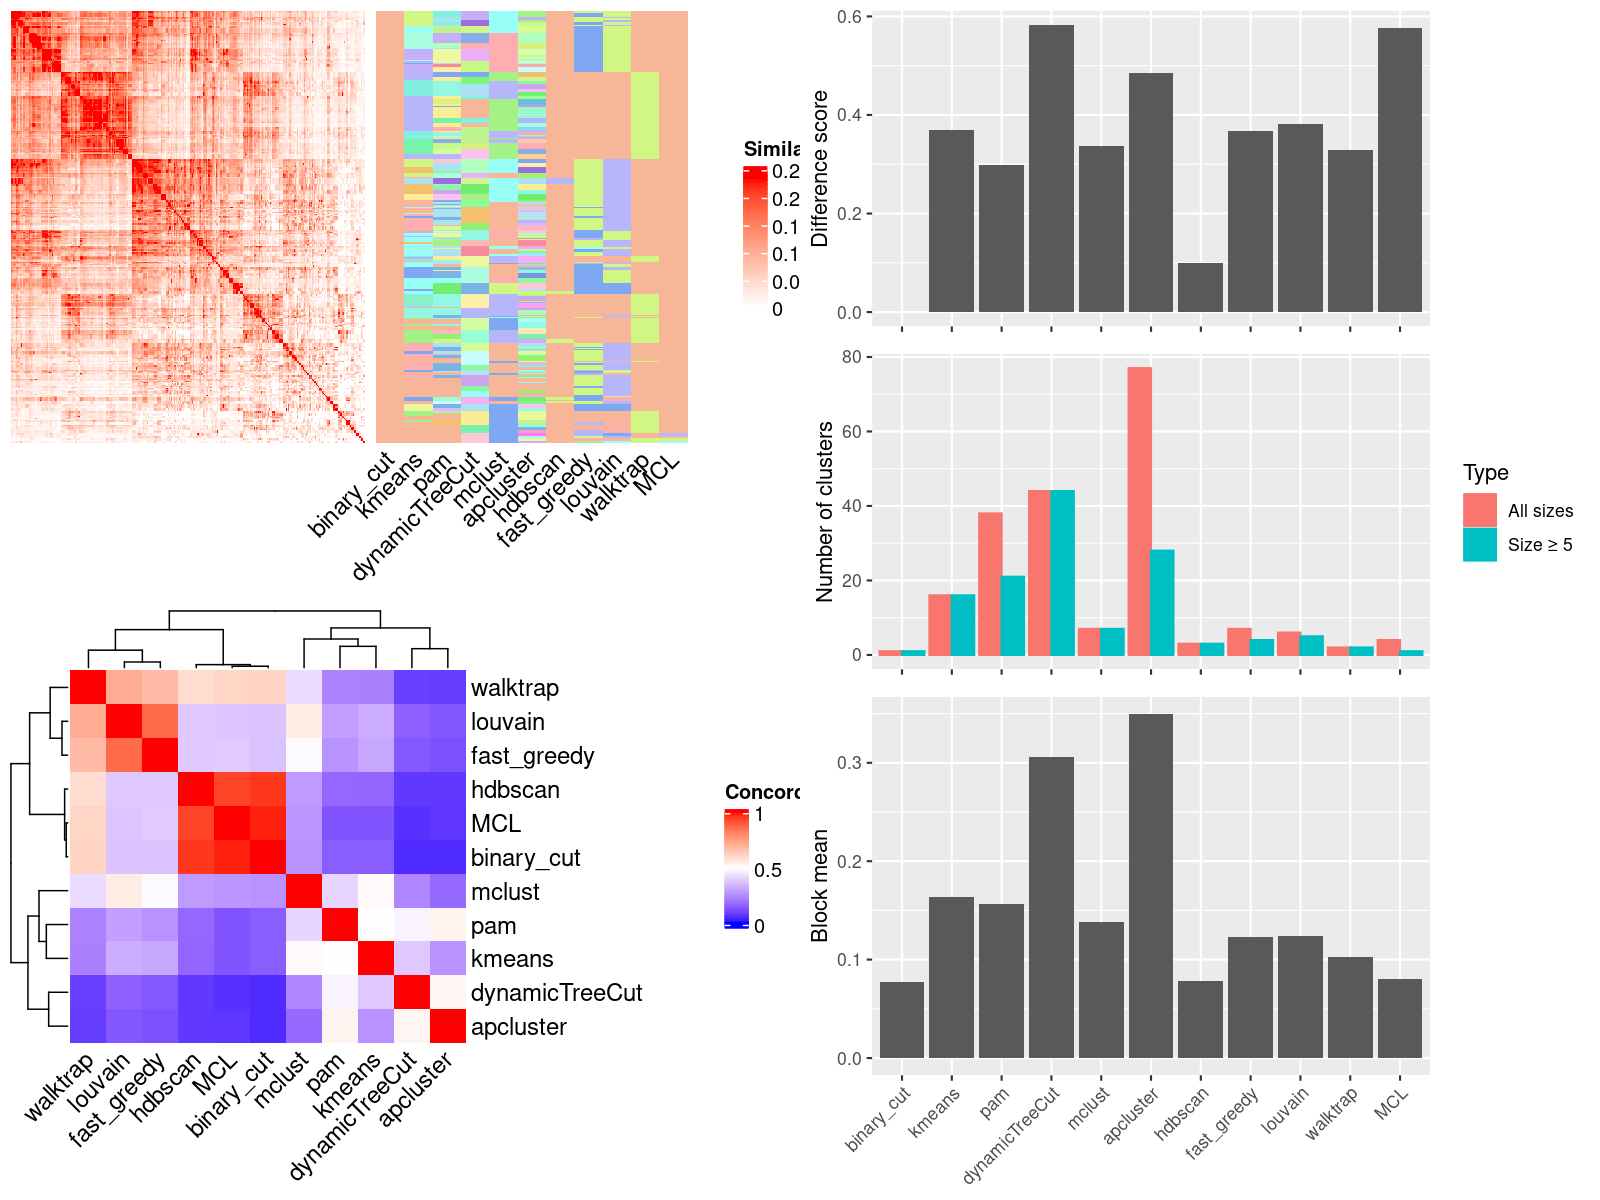 Simila
0.2
0.2
0.1
0.1
0.0
0
binary_cut
kmeans
pam
dynamicTreeCut
mclust
apcluster
hdbscan
fast_greedy
louvain
walktrap
MCL
walktrap
louvain
fast_greedy
hdbscan
MCL
binary_cut
mclust
pam
kmeans
dynamicTreeCut
apcluster
walktrap
louvain
fast_greedy
hdbscan
MCL
binary_cut
mclust
pam
kmeans
dynamicTreeCut
apcluster
Concord
1
0.5
0
Difference score
0.6
0.4
0.2
0.0
Number of clusters
80
60
40
20
0
Type
All sizes
Size ≥ 5
Block mean
0.3
0.2
0.1
0.0
binary_cut
kmeans
pam
dynamicTreeCut
mclust
apcluster
hdbscan
fast_greedy
louvain
walktrap
MCL